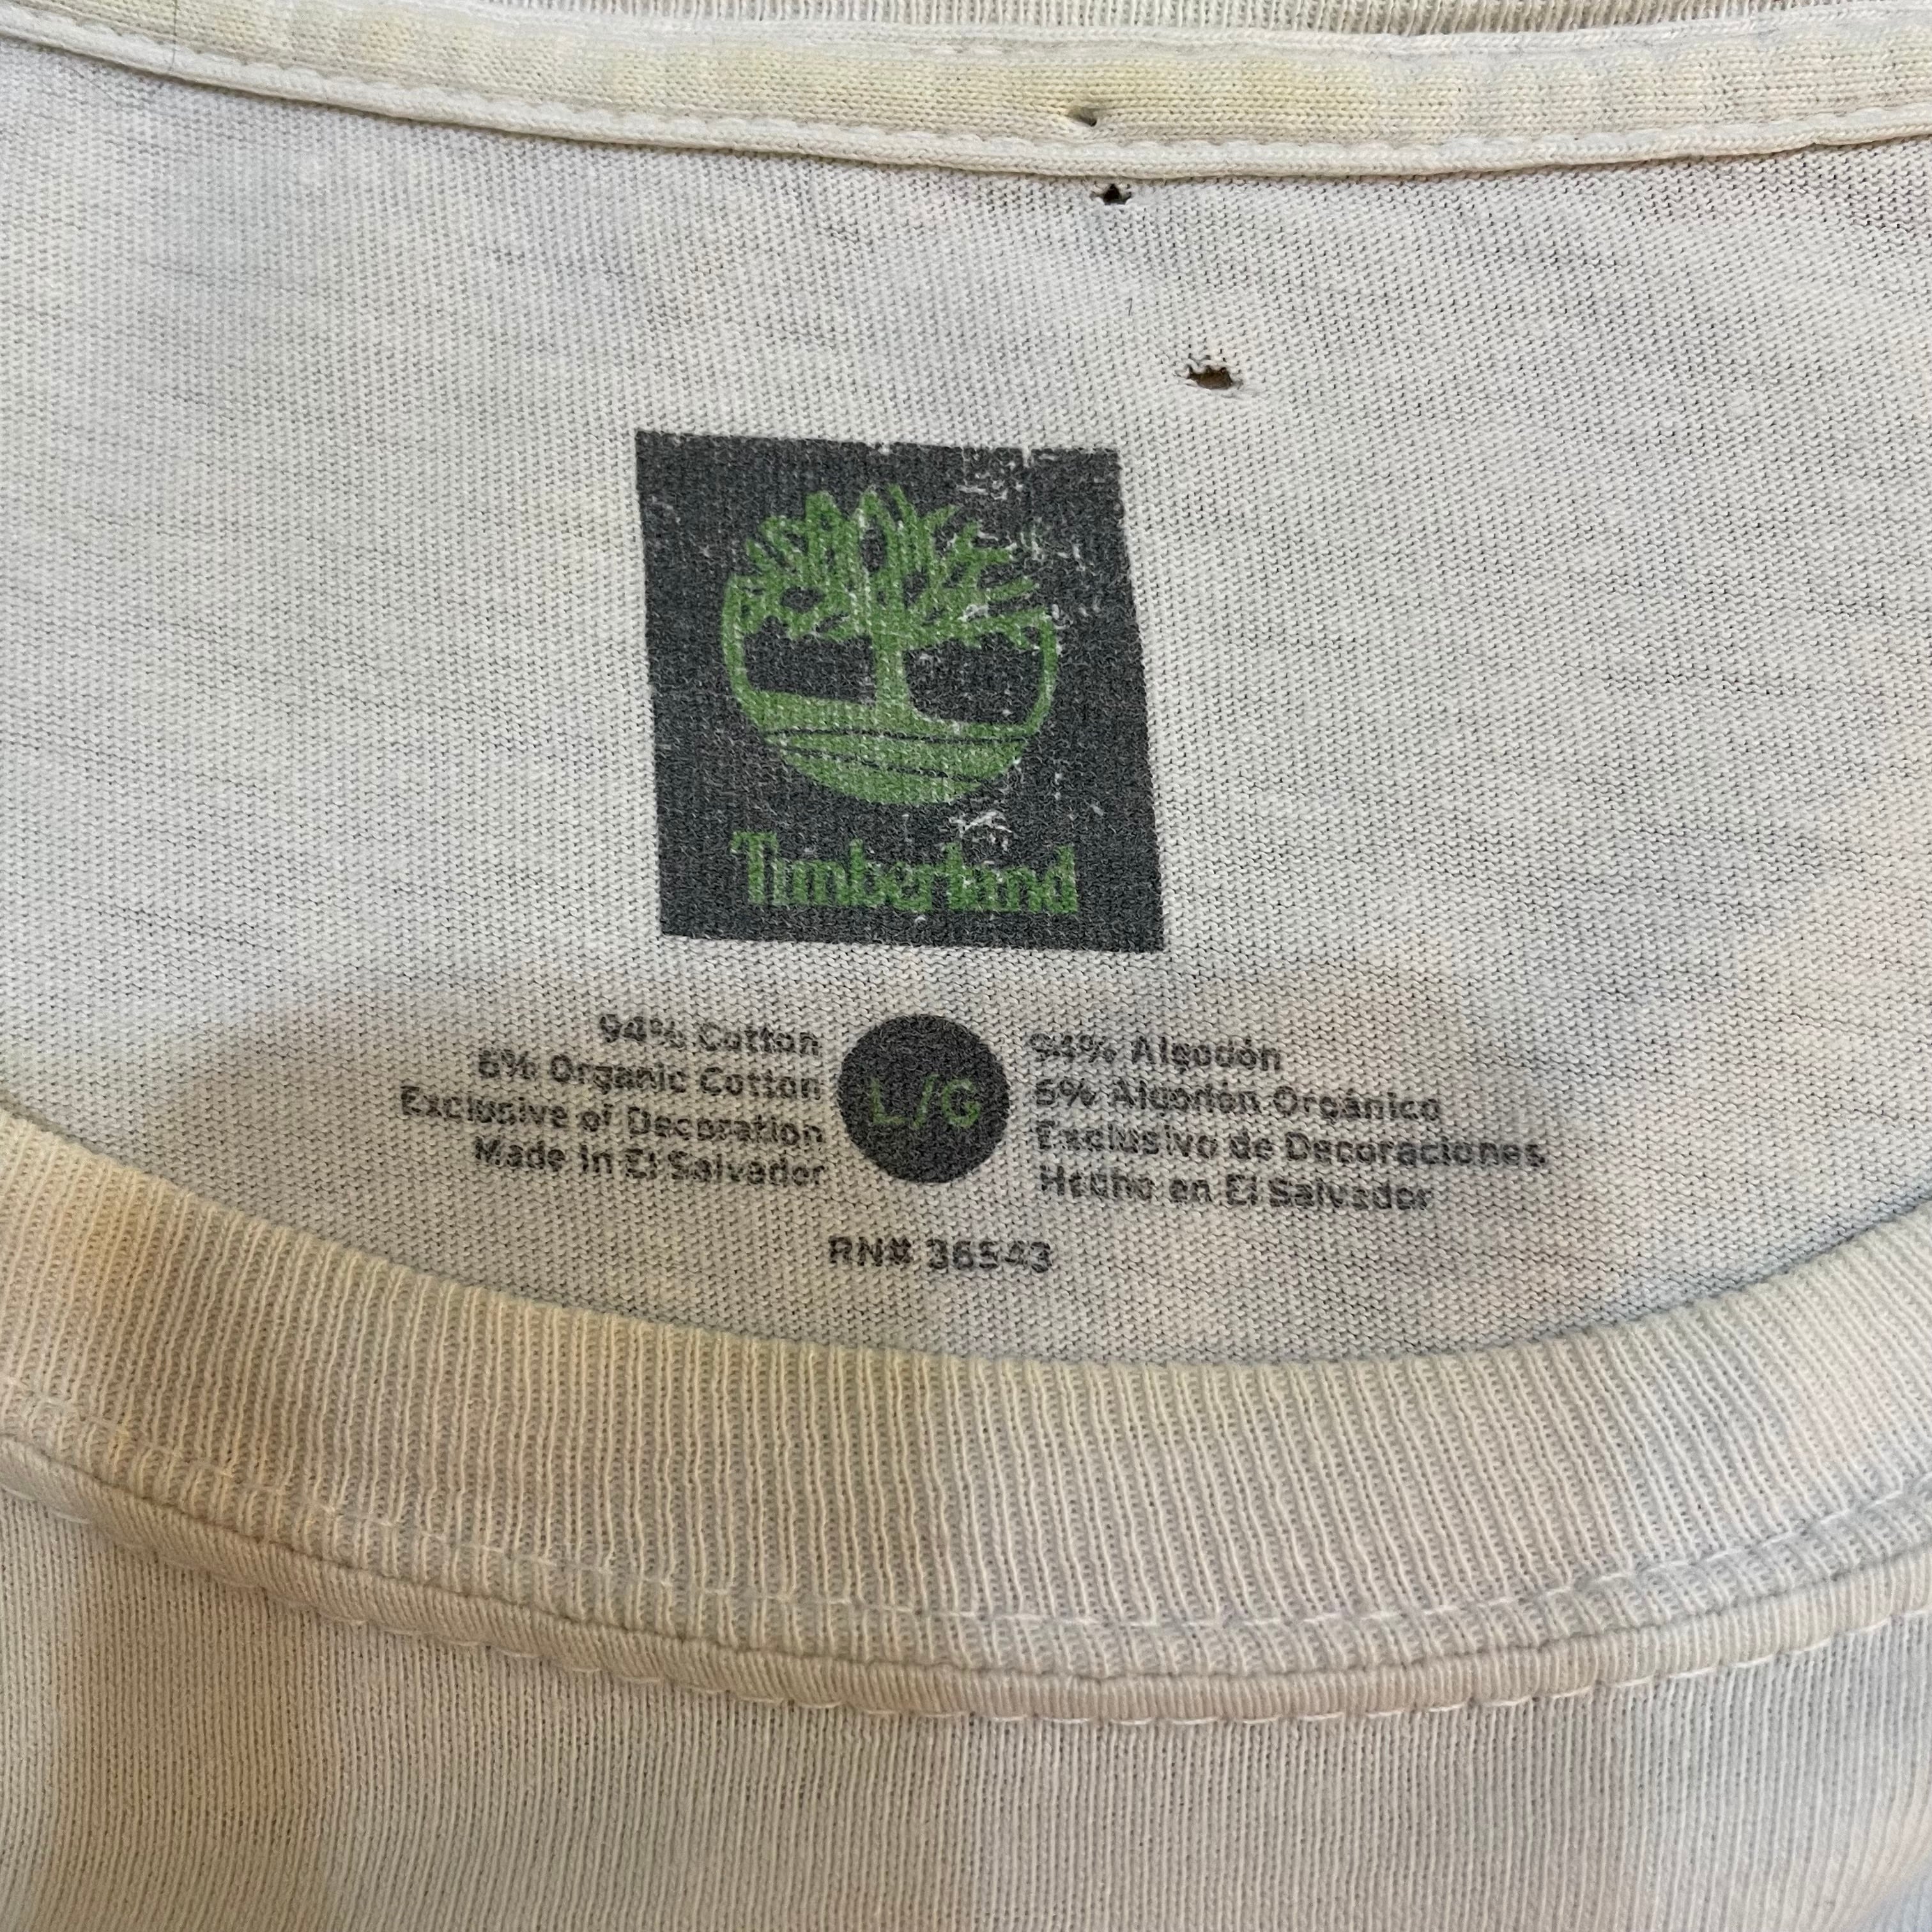 Timberland
94% Cotton
6% Organic Cotton
Exclusive of Decoration
Made in El Salvador
L/G
94% Algodón
6% Algodón Orgánico
Exclusivo de Decoraciones
Hecho en El Salvador
RN# 36543